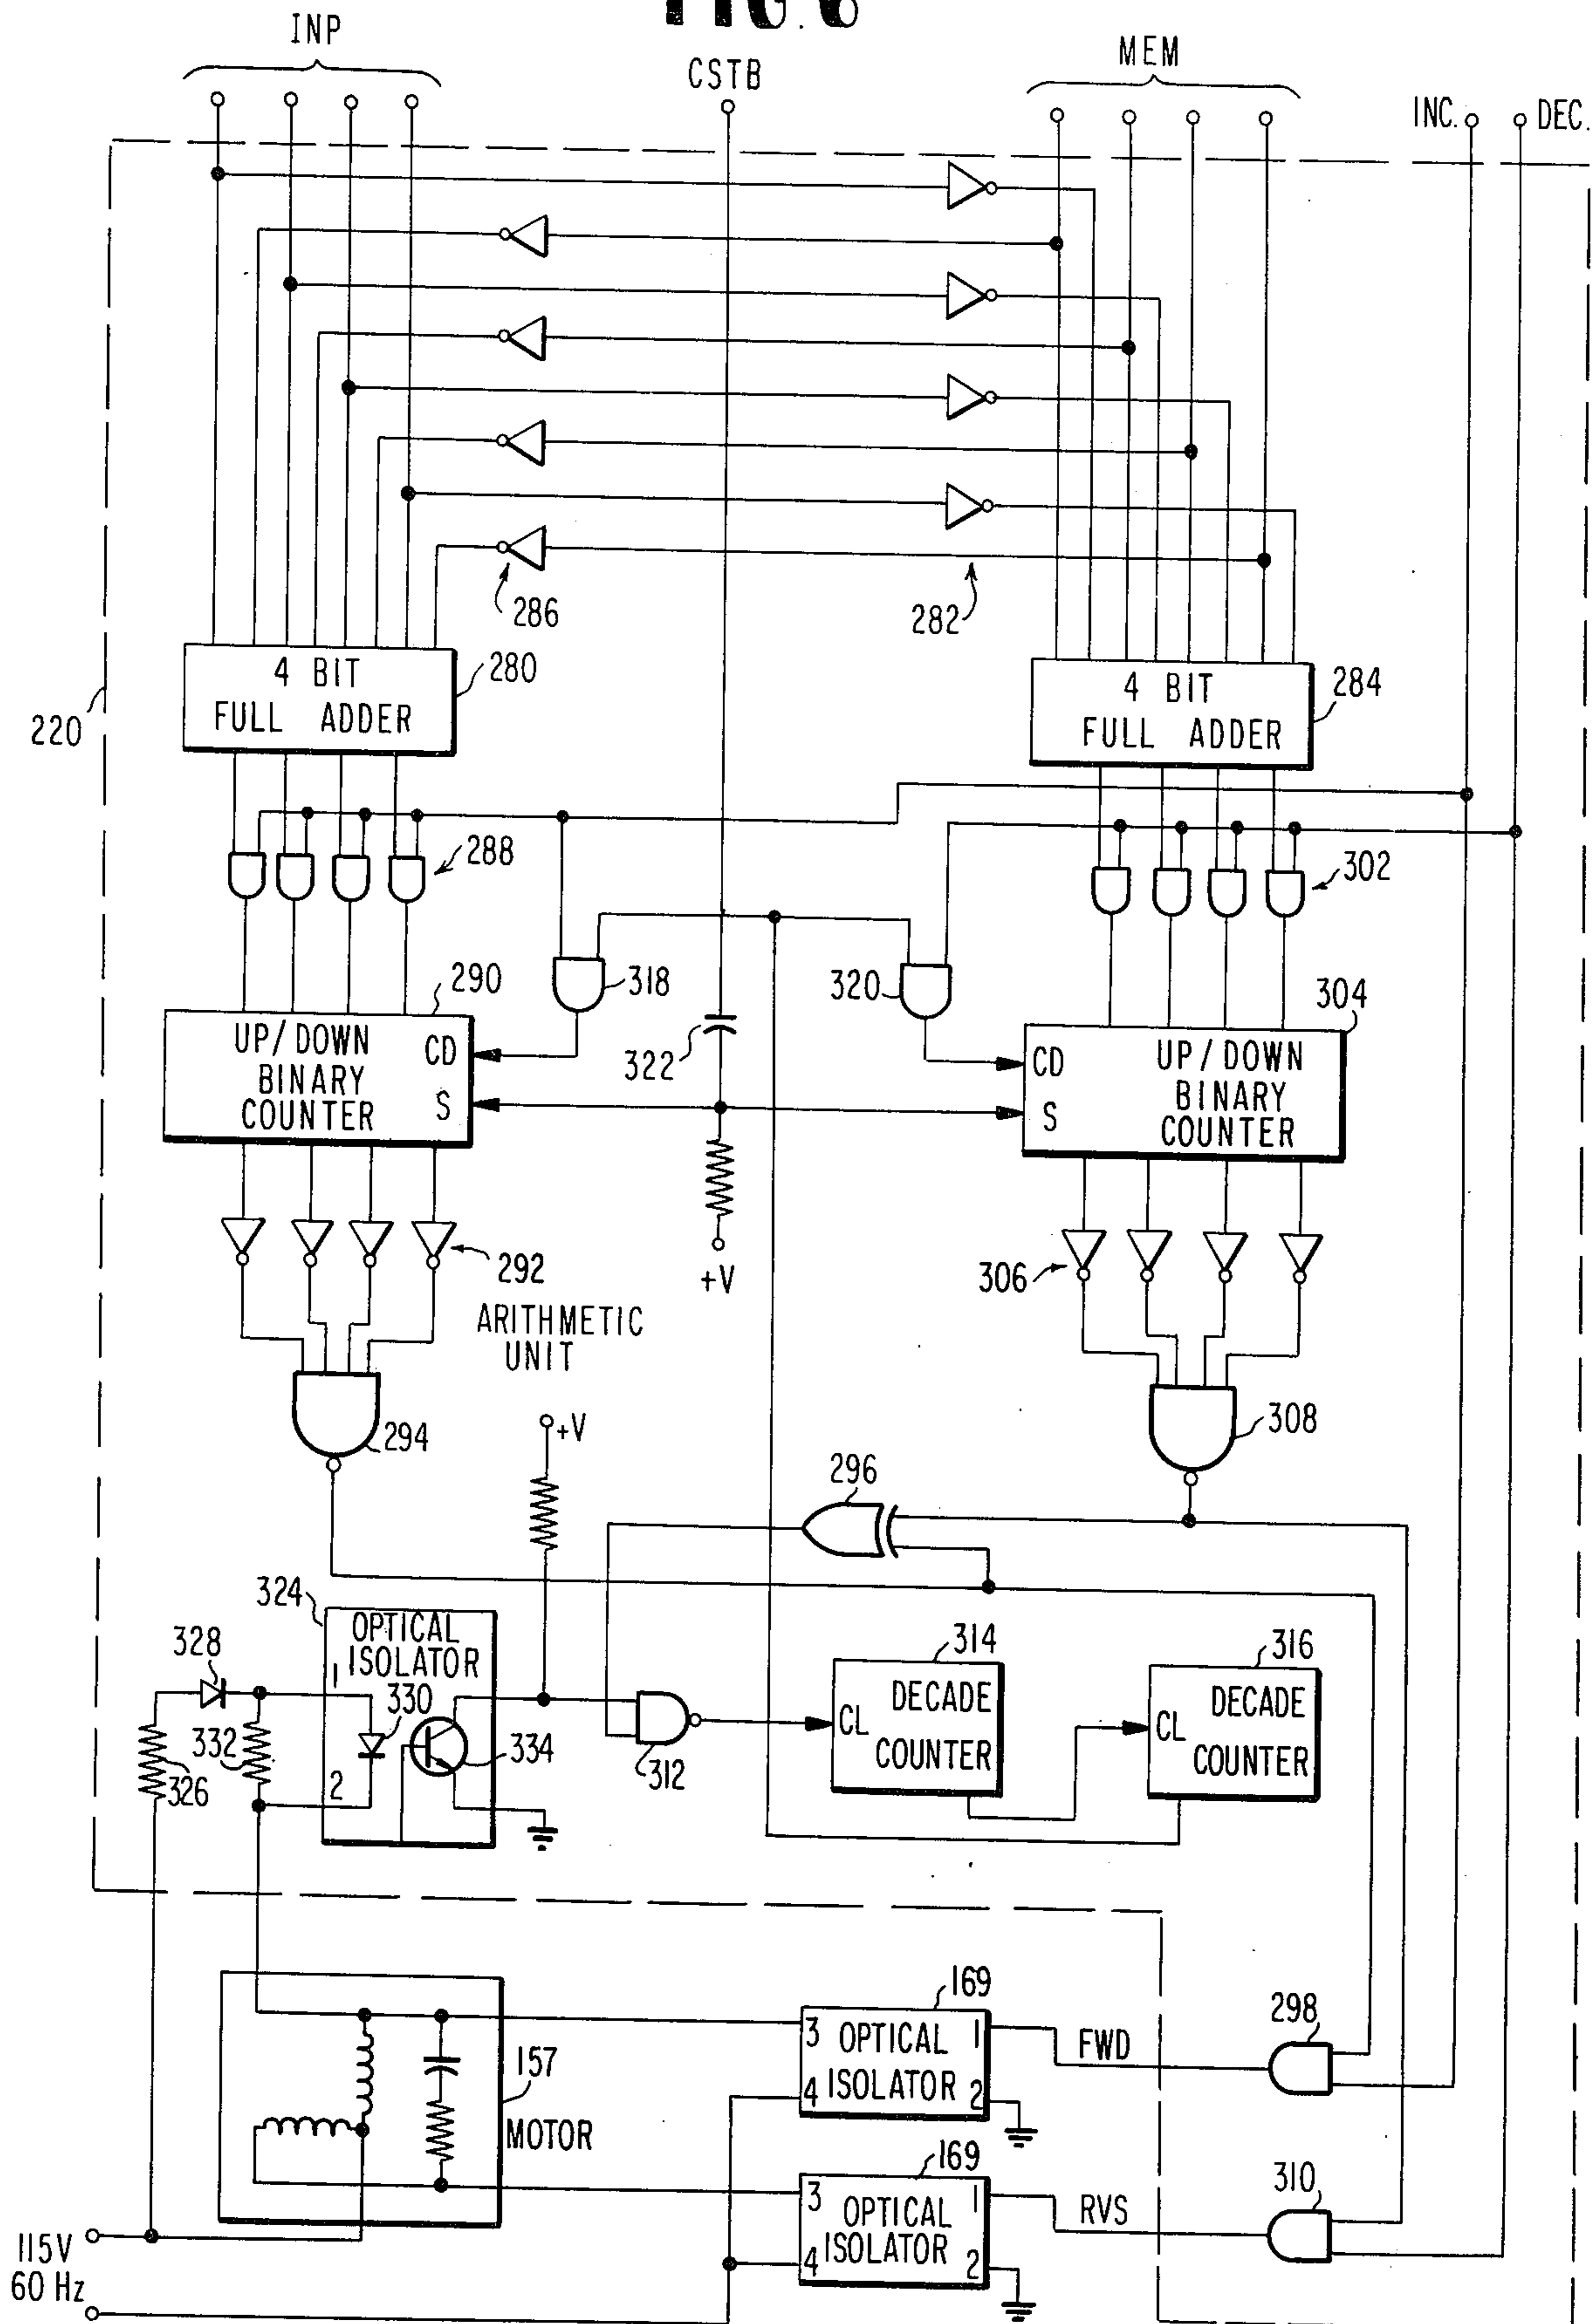 FIG. 6
INP
CSTB
MEM
INC.
DEC.
286
282
4 BIT
FULL ADDER
280
4 BIT
FULL ADDER
284
220
288
302
290
318
320
304
UP/DOWN
BINARY
COUNTER
CD
S
322
CD
S
UP/DOWN
BINARY
COUNTER
+V
292
306
ARITHMETIC
UNIT
294
+V
308
296
324
OPTICAL
ISOLATOR
1
2
328
330
332
326
334
312
314
CL
DECADE
COUNTER
316
CL
DECADE
COUNTER
169
3
OPTICAL
ISOLATOR
1
4
2
FWD
298
157
MOTOR
169
3
OPTICAL
ISOLATOR
1
4
2
RVS
310
115V
60 Hz